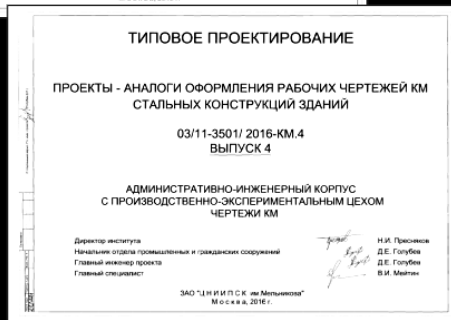 ТИПОВОЕ ПРОЕКТИРОВАНИЕ
ПРОЕКТЫ - АНАЛОГИ ОФОРМЛЕНИЯ РАБОЧИХ ЧЕРТЕЖЕЙ КМ
СТАЛЬНЫХ КОНСТРУКЦИЙ ЗДАНИЙ
03/11-3501/ 2016-КМ.4
ВЫПУСК 4
АДМИНИСТРАТИВНО-ИНЖЕНЕРНЫЙ КОРПУС
С ПРОИЗВОДСТВЕННО-ЭКСПЕРИМЕНТАЛЬНЫМ ЦЕХОМ
ЧЕРТЕЖИ КМ
Директор института Н.И. Пресняков
Начальник отдела промышленных и гражданских сооружений Д.Е. Голубев
Главный инженер проекта Д.Е. Голубев
Главный специалист В.И. Мейтин
ЗАО "ЦНИИПСК им Мельникова"
Москва, 2016 г.